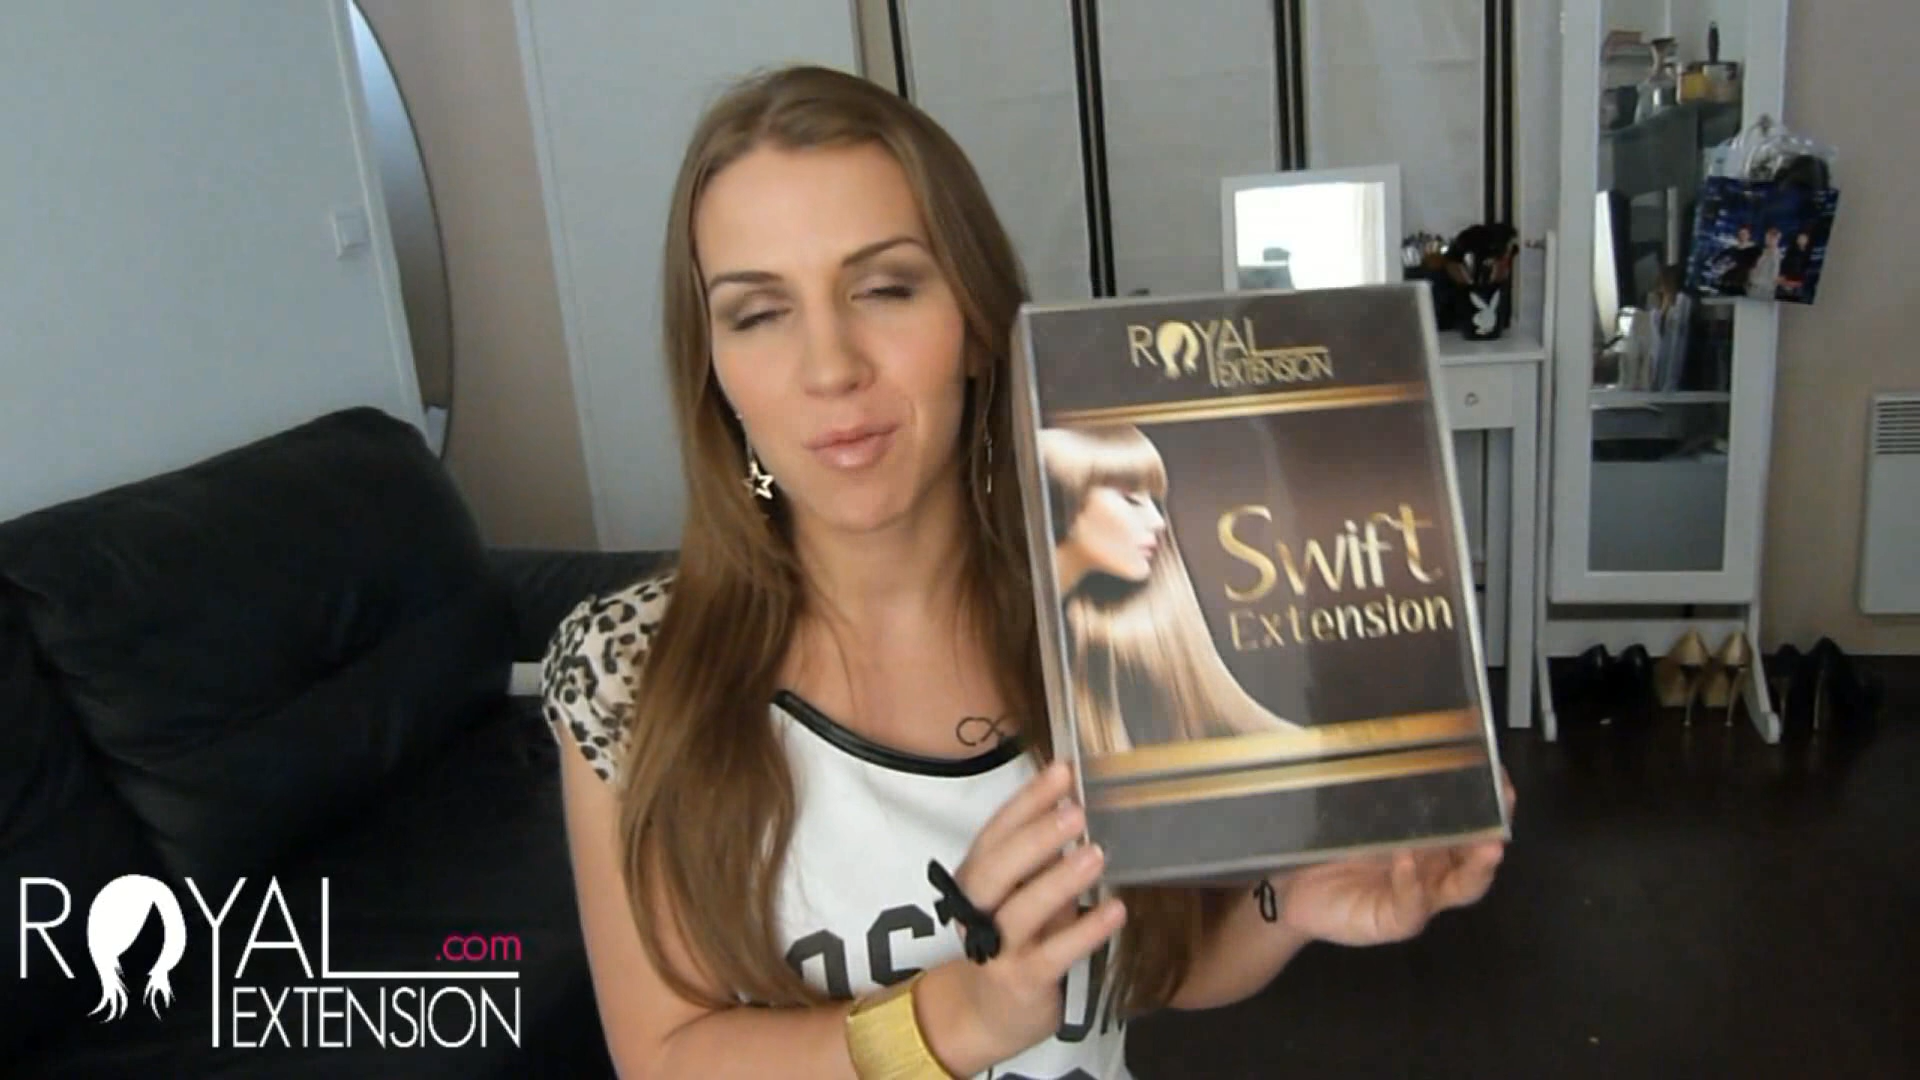 ROYAL
EXTENSION
Swift
Extension
ROYAL
.com
EXTENSION